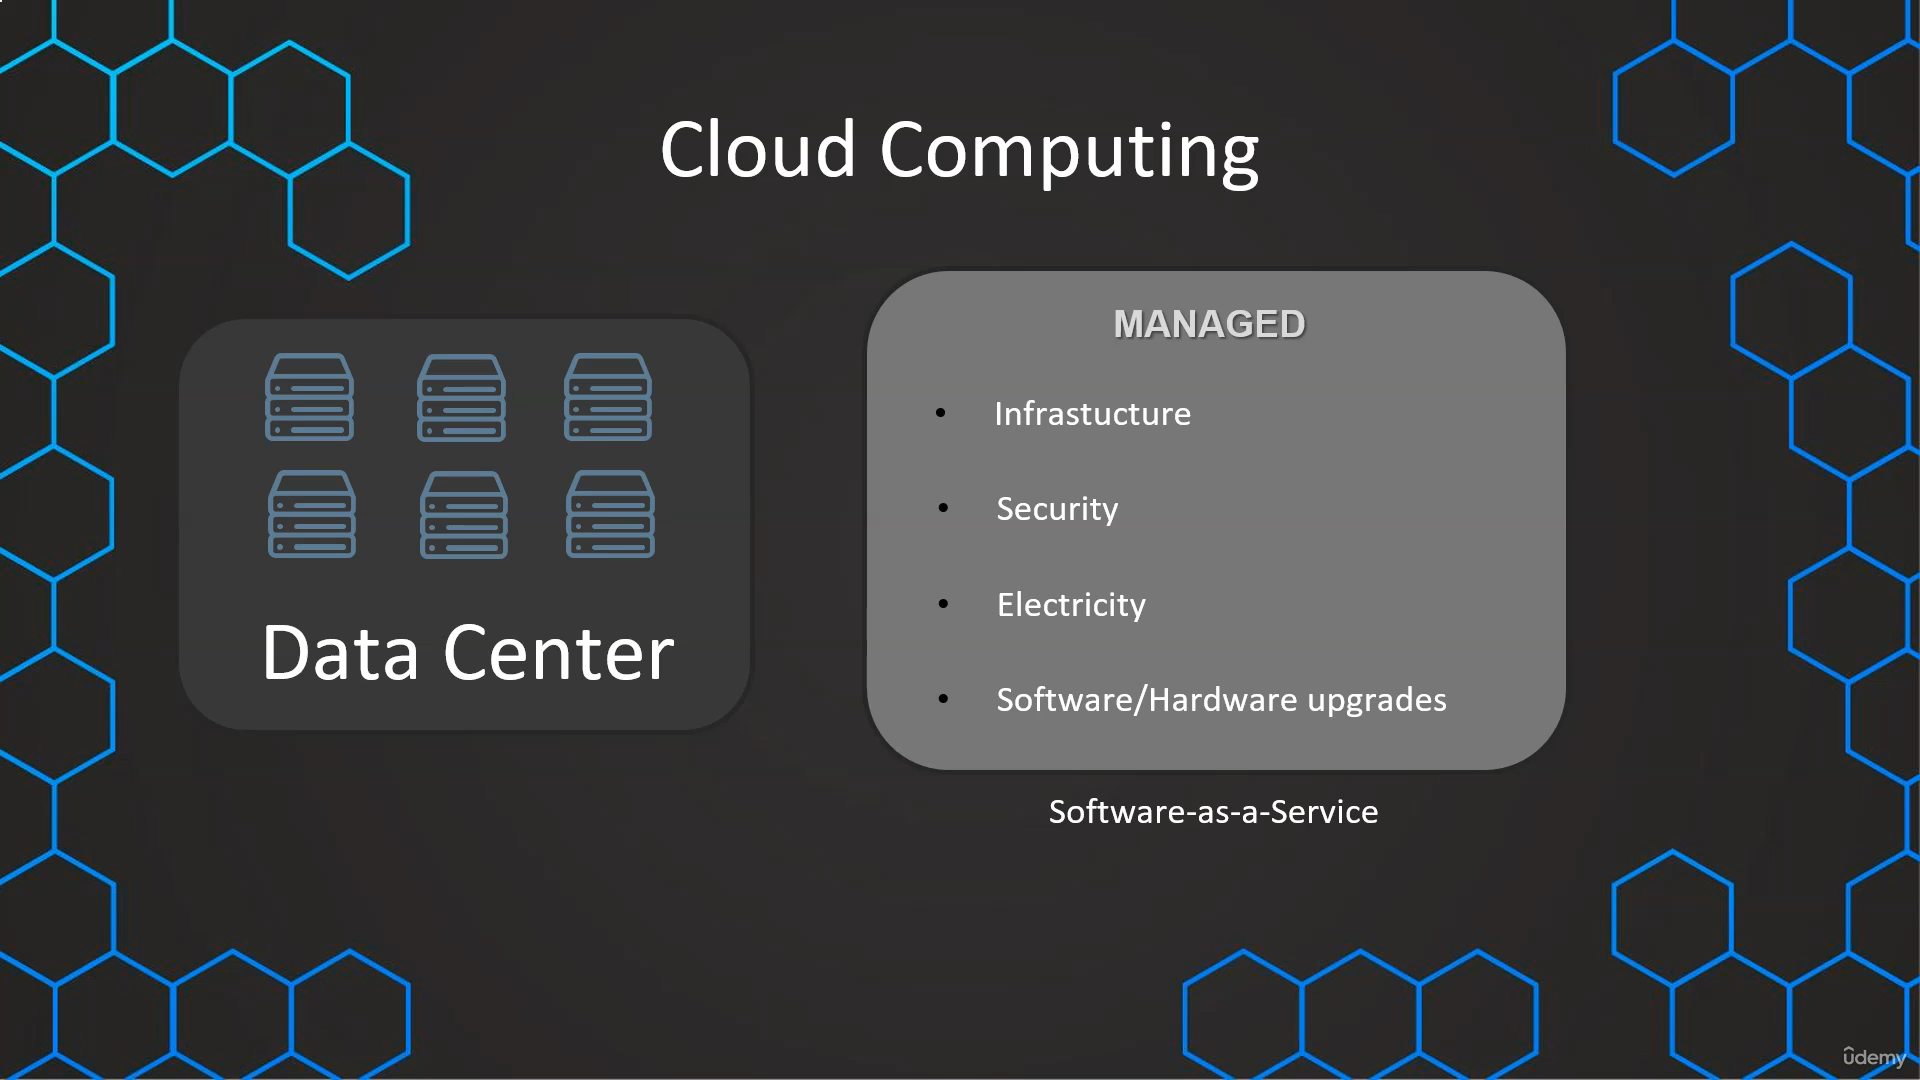 Cloud Computing
Data Center
MANAGED
• Infrastucture
• Security
• Electricity
• Software/Hardware upgrades
Software-as-a-Service
ûdemy